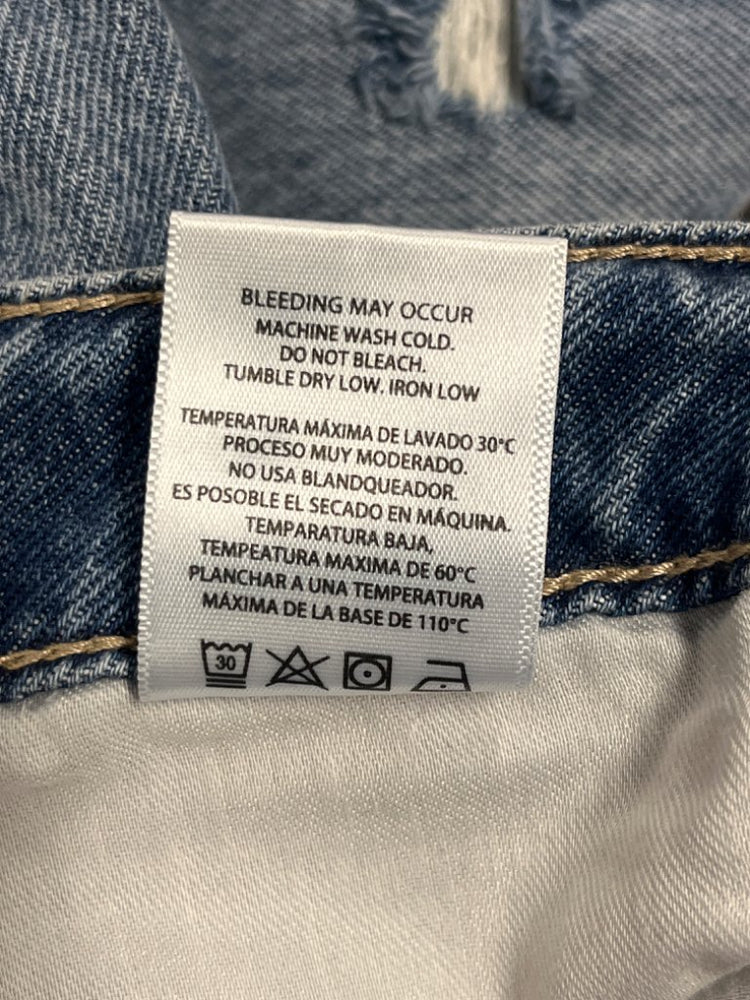 BLEEDING MAY OCCUR
MACHINE WASH COLD.
DO NOT BLEACH.
TUMBLE DRY LOW. IRON LOW
TEMPERATURA MÁXIMA DE LAVADO 30°C
PROCESO MUY MODERADO.
NO USA BLANDQUEADOR.
ES POSOBLE EL SECADO EN MÁQUINA.
TEMPARATURA BAJA,
TEMPEATURA MAXIMA DE 60°C
PLANCHAR A UNA TEMPERATURA
MÁXIMA DE LA BASE DE 110°C
30